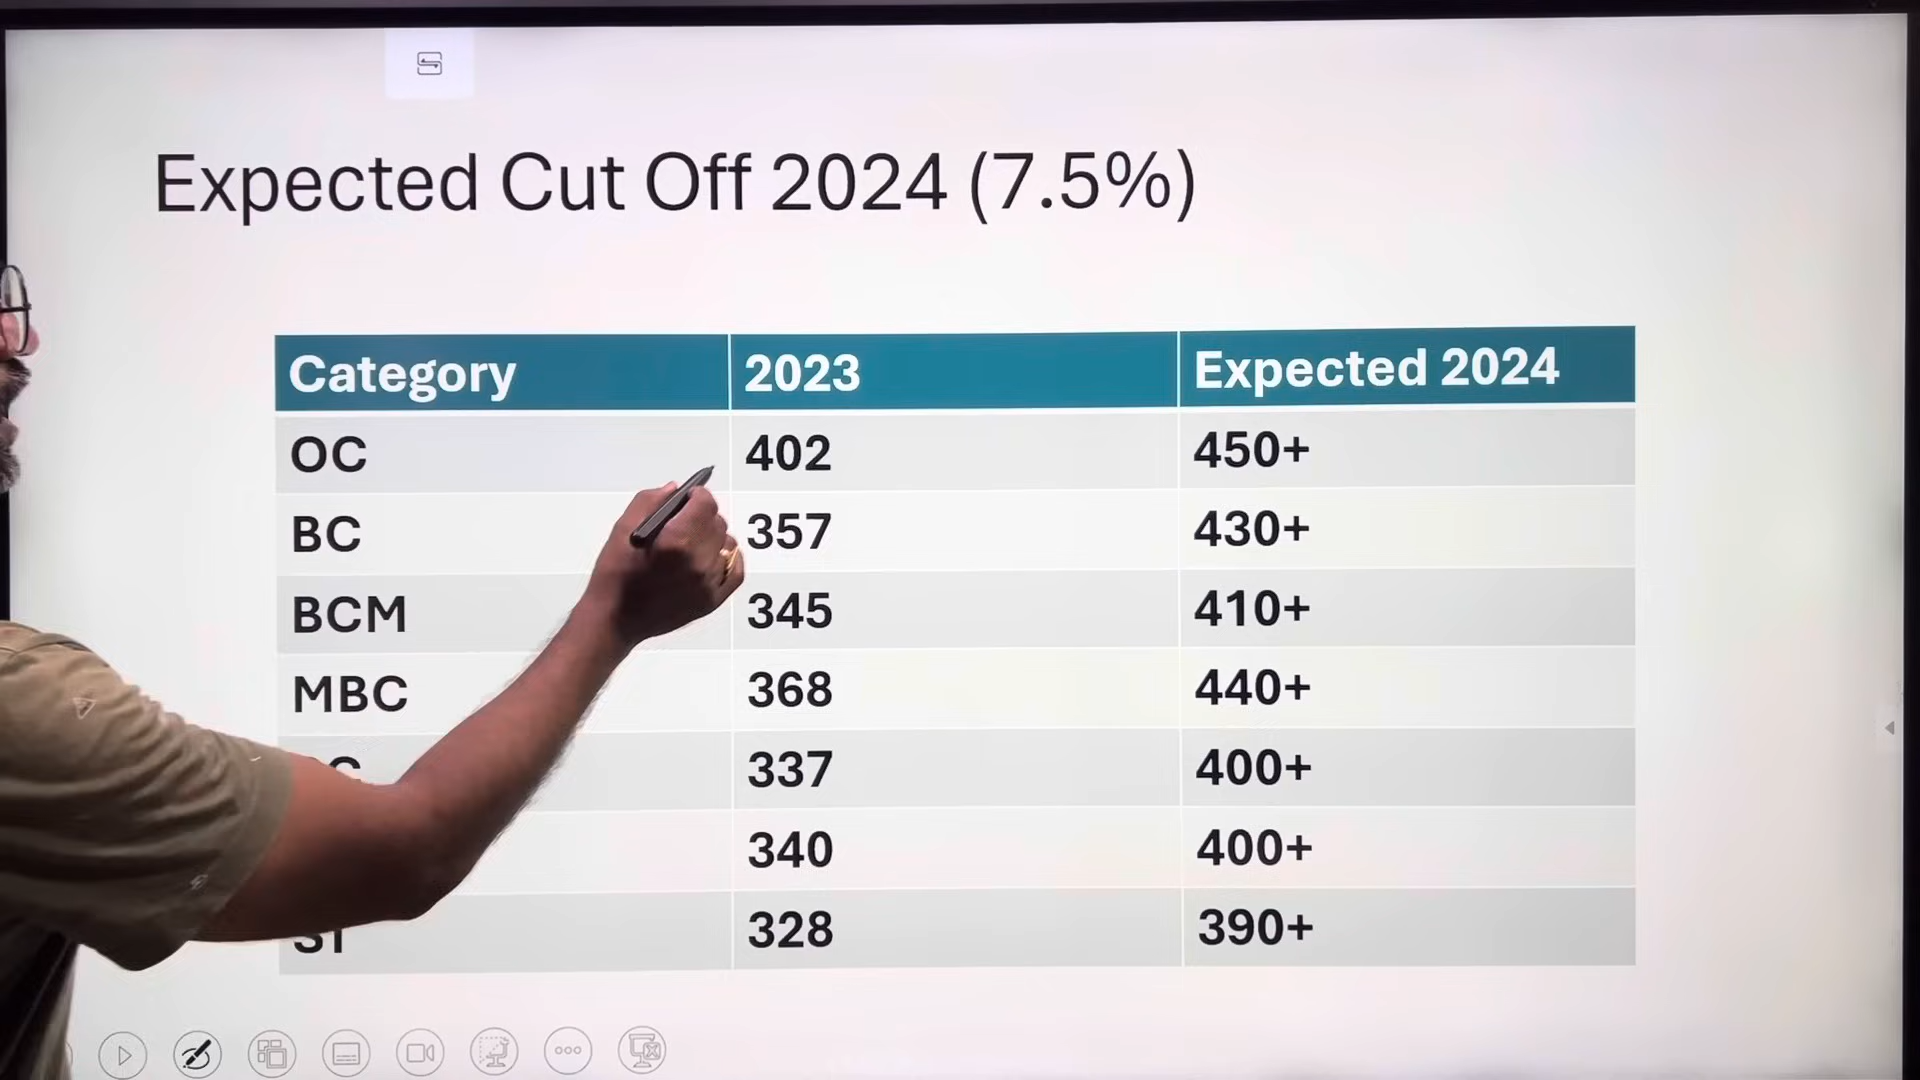 Expected Cut Off 2024 (7.5%)
Category 2023 Expected 2024
OC 402 450+
BC 357 430+
BCM 345 410+
MBC 368 440+
337 400+
340 400+
ST 328 390+